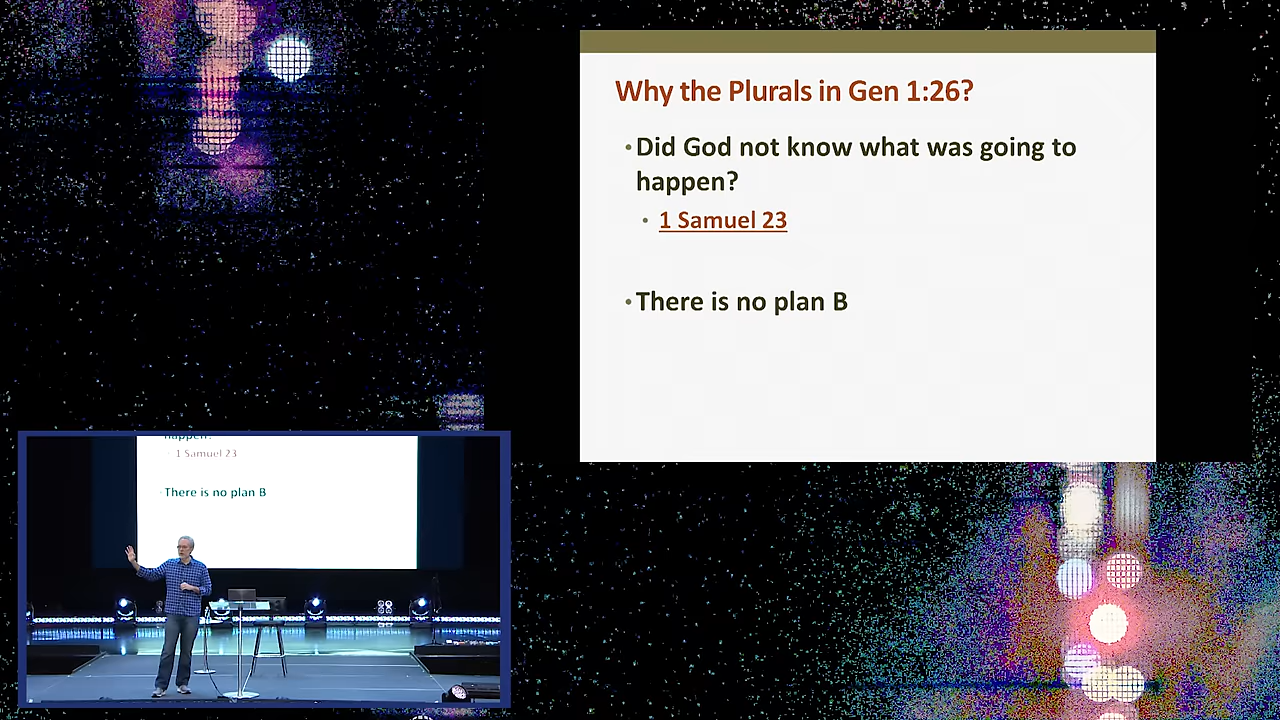 Why the Plurals in Gen 1:26?
•Did God not know what was going to
happen?
• 1 Samuel 23
•There is no plan B
happen?
1 Samuel 23
There is no plan B